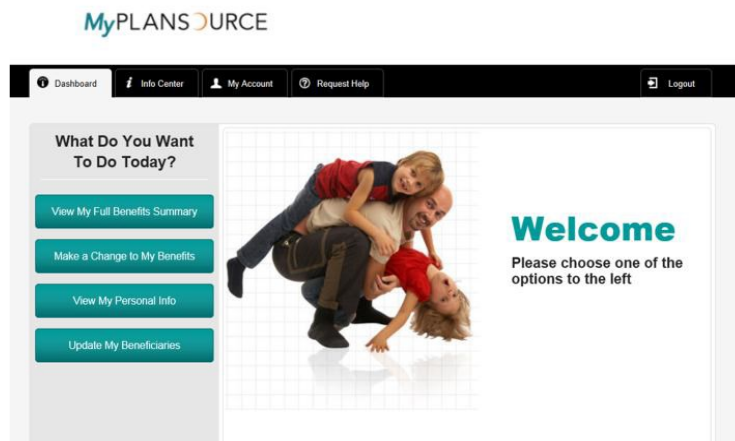 MyPLANSOURCE
Dashboard
Info Center
My Account
Request Help
Logout
What Do You Want
To Do Today?
View My Full Benefits Summary
Make a Change to My Benefits
View My Personal Info
Update My Beneficiaries
Welcome
Please choose one of the
options to the left